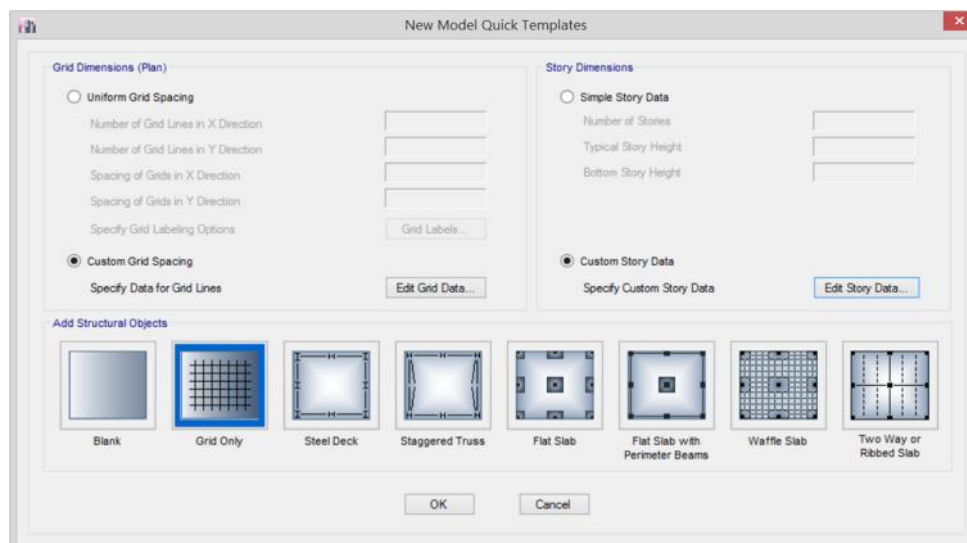 New Model Quick Templates
Grid Dimensions (Plan)
Uniform Grid Spacing
Number of Grid Lines in X Direction
Number of Grid Lines in Y Direction
Spacing of Grids in X Direction
Spacing of Grids in Y Direction
Specify Grid Labeling Options
Grid Labels...
Custom Grid Spacing
Specify Data for Grid Lines
Edit Grid Data...
Story Dimensions
Simple Story Data
Number of Stories
Typical Story Height
Bottom Story Height
Custom Story Data
Specify Custom Story Data
Edit Story Data...
Add Structural Objects
Blank
Grid Only
Steel Deck
Staggered Truss
Flat Slab
Flat Slab with
Perimeter Beams
Waffle Slab
Two Way or
Ribbed Slab
OK
Cancel